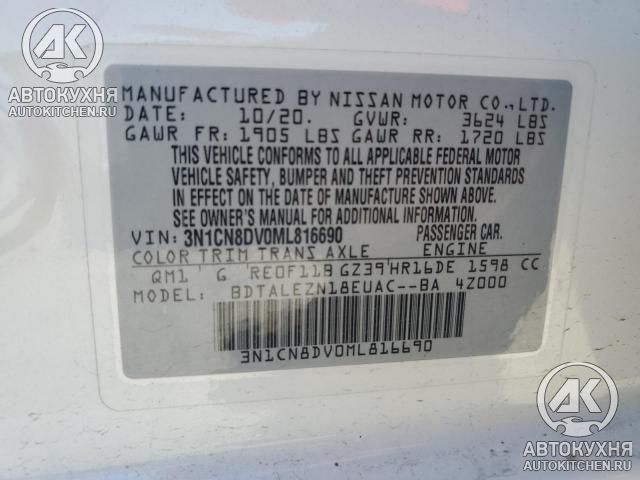 АК
АВТОКУХНЯ
AUTOKITCHEN.RU
MANUFACTURED BY NISSAN MOTOR CO.,LTD.
DATE: 10/20. GVWR: 3624 LBS
GAWR FR: 1905 LBS GAWR RR: 1720 LBS
THIS VEHICLE CONFORMS TO ALL APPLICABLE FEDERAL MOTOR
VEHICLE SAFETY, BUMPER AND THEFT PREVENTION STANDARDS
IN EFFECT ON THE DATE OF MANUFACTURE SHOWN ABOVE.
SEE OWNER'S MANUAL FOR ADDITIONAL INFORMATION.
VIN: 3N1CN8DV0ML816690 PASSENGER CAR.
COLOR TRIM TRANS AXLE ENGINE
QM1 G RE0F11B GZ39 HR16DE 1598 CC
MODEL: BDTALEZN18EUAC--BA 4Z000
3N1CN8DV0ML816690
АК
АВТОКУХНЯ
AUTOKITCHEN.RU